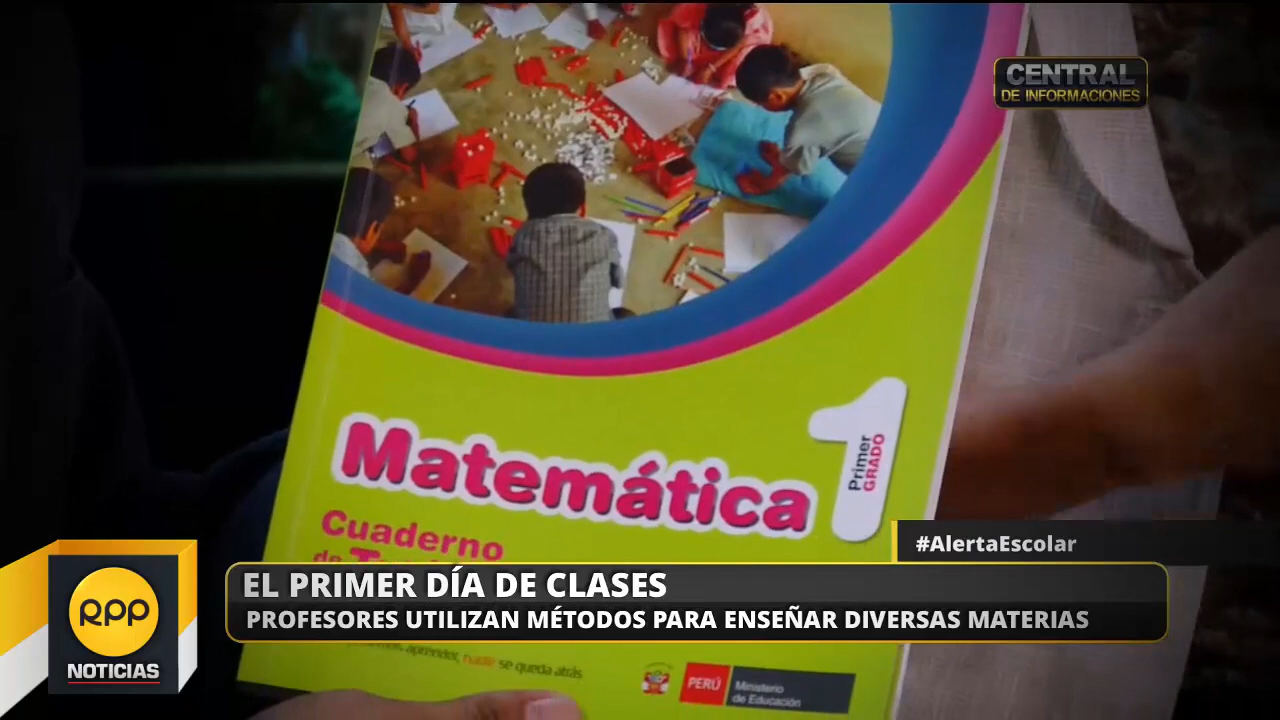 CENTRAL
DE INFORMACIONES
Matemática
1
Primer
GRADO
Cuaderno
de
#AlertaEscolar
EL PRIMER DÍA DE CLASES
PROFESORES UTILIZAN MÉTODOS PARA ENSEÑAR DIVERSAS MATERIAS
aprender, nadie se queda atrás
PERÚ
Ministerio
de Educación
rpp
NOTICIAS